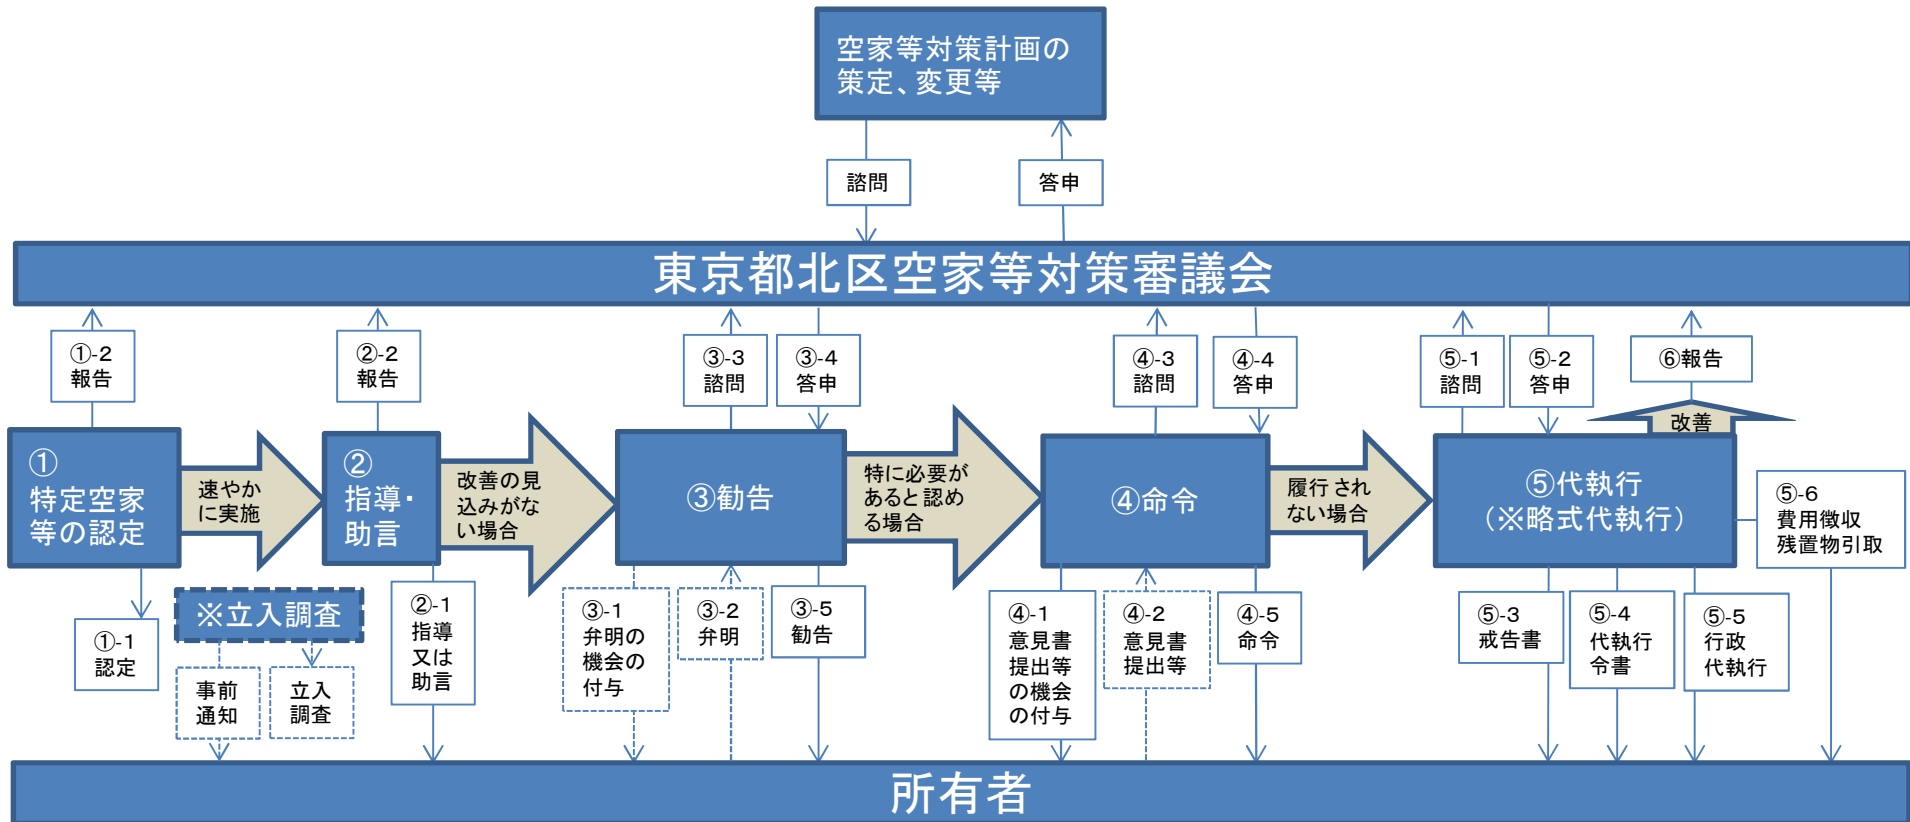 空家等対策計画の
策定、変更等
諮問
答申
東京都北区空家等対策審議会
①-2
報告
②-2
報告
③-3
諮問
③-4
答申
④-3
諮問
④-4
答申
⑤-1
諮問
⑤-2
答申
⑥報告
改善
①
特定空家
等の認定
速やか
に実施
②
指導・
助言
改善の見
込みがな
い場合
③勧告
特に必要が
あると認め
る場合
④命令
履行され
ない場合
⑤代執行
（※略式代執行）
⑤-6
費用徴収
残置物引取
①-1
認定
※立入調査
事前
通知
立入
調査
②-1
指導
又は
助言
③-1
弁明の
機会の
付与
③-2
弁明
③-5
勧告
④-1
意見書
提出等
の機会
の付与
④-2
意見書
提出等
④-5
命令
⑤-3
戒告書
⑤-4
代執行
令書
⑤-5
行政
代執行
所有者